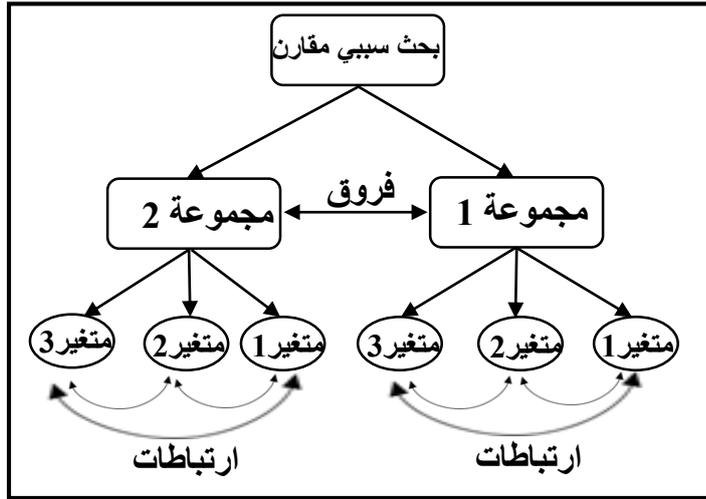 بحث سببي مقارن
مجموعة 1
فروق
مجموعة 2
متغير1
متغير2
متغير3
متغير1
متغير2
متغير3
ارتباطات
ارتباطات